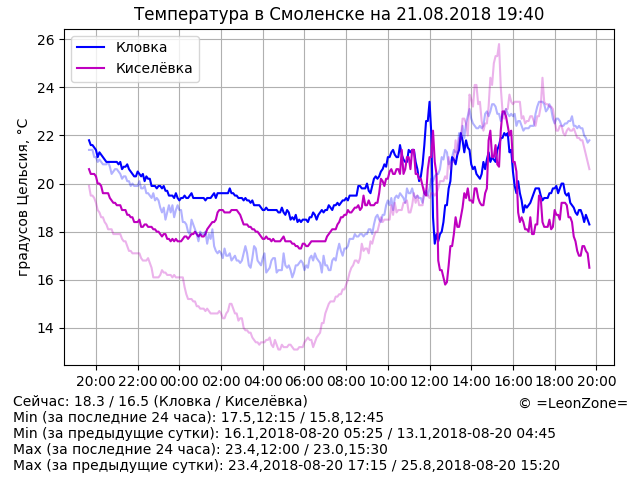 Температура в Смоленске на 21.08.2018 19:40
Кловка
Киселёвка
градусов Цельсия, °C
26
24
22
20
18
16
14
20:00 22:00 00:00 02:00 04:00 06:00 08:00 10:00 12:00 14:00 16:00 18:00 20:00
Сейчас: 18.3 / 16.5 (Кловка / Киселёвка)
© =LeonZone=
Min (за последние 24 часа): 17.5,12:15 / 15.8,12:45
Min (за предыдущие сутки): 16.1,2018-08-20 05:25 / 13.1,2018-08-20 04:45
Max (за последние 24 часа): 23.4,12:00 / 23.0,15:30
Max (за предыдущие сутки): 23.4,2018-08-20 17:15 / 25.8,2018-08-20 15:20